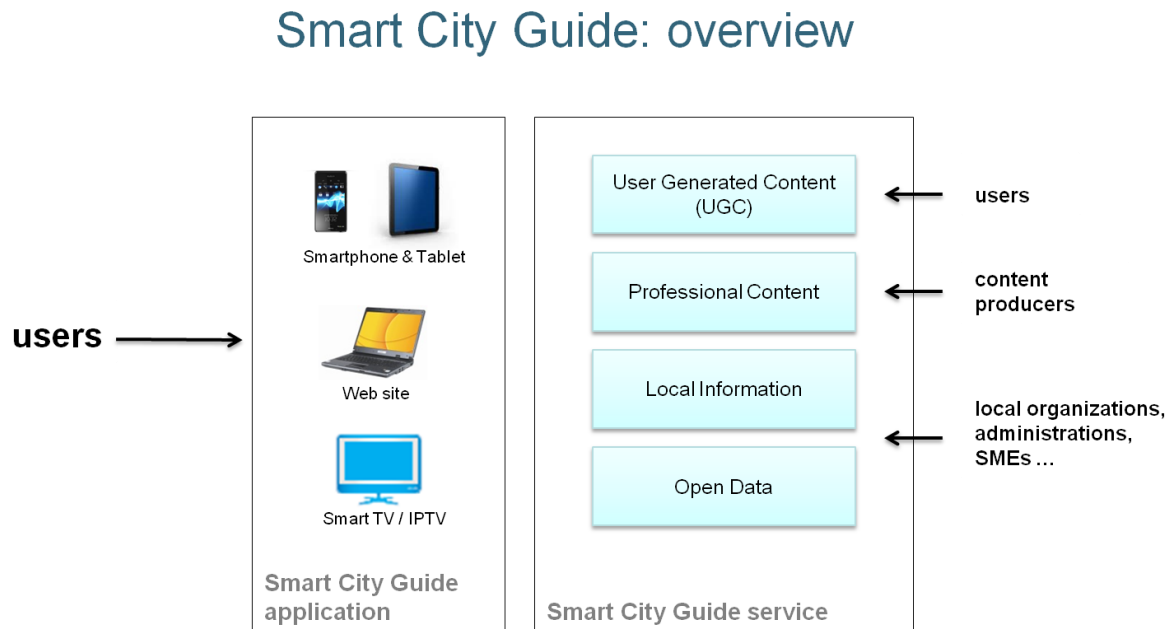 Smart City Guide: overview
users
Smartphone & Tablet
Web site
Smart TV / IPTV
Smart City Guide
application
User Generated Content
(UGC)
Professional Content
Local Information
Open Data
Smart City Guide service
users
content
producers
local organizations,
administrations,
SMEs ...